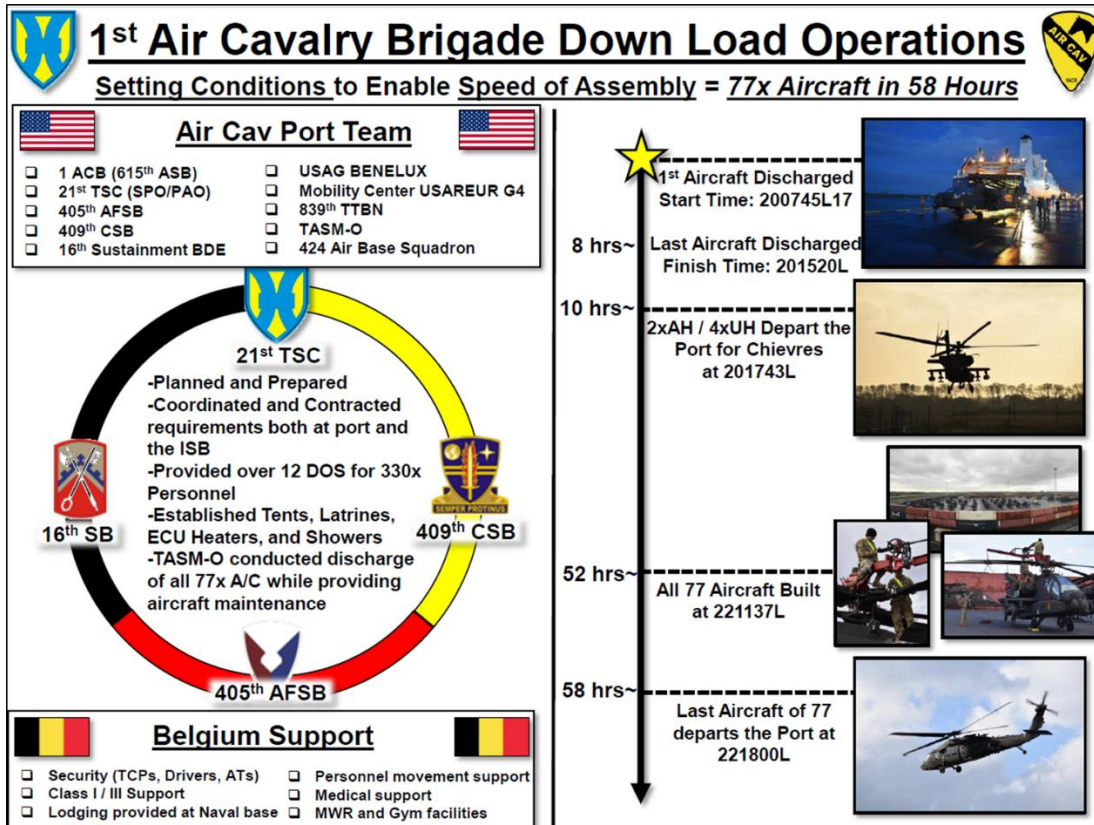 1st Air Cavalry Brigade Down Load Operations
Setting Conditions to Enable Speed of Assembly = 77x Aircraft in 58 Hours
AIR CAV
1ACB
Air Cav Port Team
1 ACB (615th ASB)
21st TSC (SPO/PAO)
405th AFSB
409th CSB
16th Sustainment BDE
USAG BENELUX
Mobility Center USAREUR G4
839th TTBN
TASM-O
424 Air Base Squadron
21st TSC
-Planned and Prepared
-Coordinated and Contracted
requirements both at port and
the ISB
-Provided over 12 DOS for 330x
Personnel
-Established Tents, Latrines,
ECU Heaters, and Showers
-TASM-O conducted discharge
of all 77x A/C while providing
aircraft maintenance
16th SB
SEMPER PROTINUS
409th CSB
405th AFSB
Belgium Support
Security (TCPs, Drivers, ATs)
Class I / III Support
Lodging provided at Naval base
Personnel movement support
Medical support
MWR and Gym facilities
1st Aircraft Discharged
Start Time: 200745L17
8 hrs~
Last Aircraft Discharged
Finish Time: 201520L
10 hrs~
2xAH / 4xUH Depart the
Port for Chievres
at 201743L
52 hrs~
All 77 Aircraft Built
at 221137L
58 hrs~
Last Aircraft of 77
departs the Port at
221800L